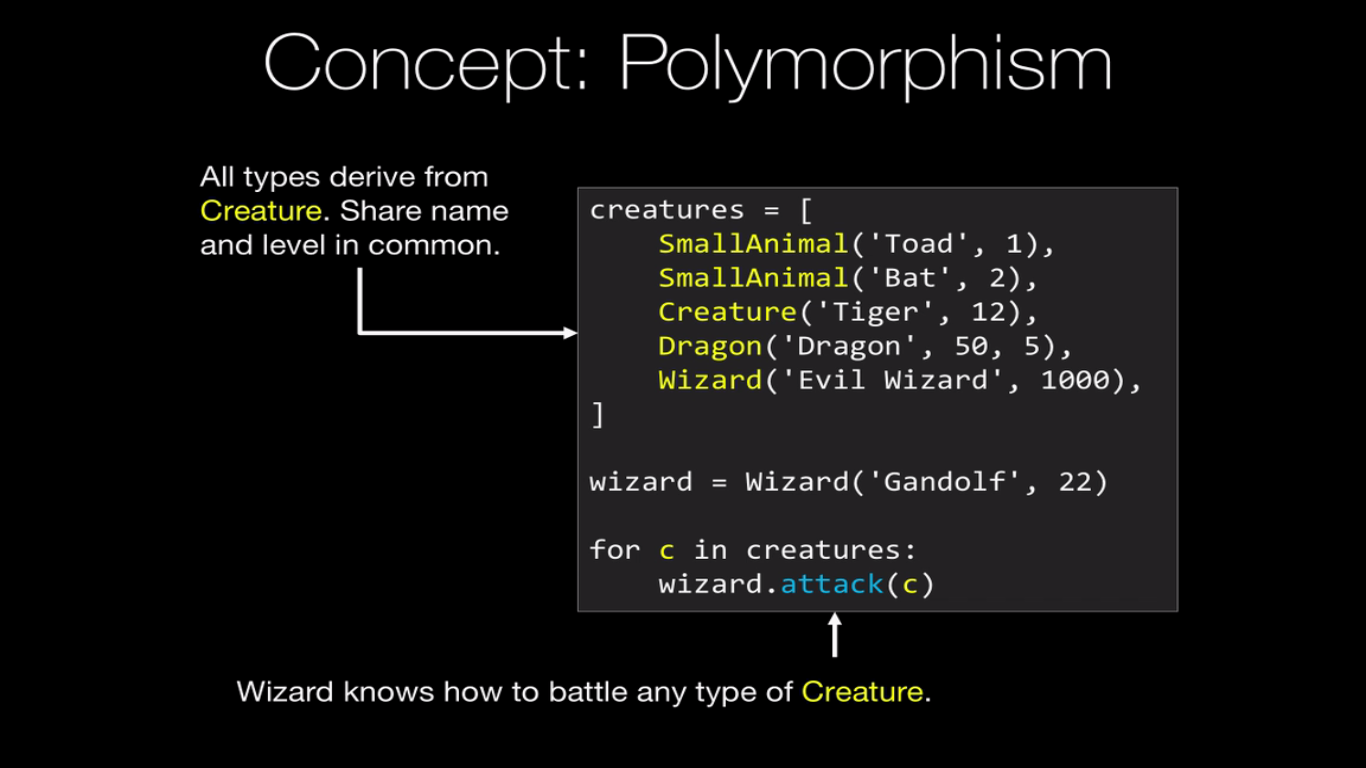 Concept: Polymorphism
All types derive from
Creature. Share name
and level in common.
creatures = [
    SmallAnimal('Toad', 1),
    SmallAnimal('Bat', 2),
    Creature('Tiger', 12),
    Dragon('Dragon', 50, 5),
    Wizard('Evil Wizard', 1000),
]
wizard = Wizard('Gandolf', 22)
for c in creatures:
    wizard.attack(c)
Wizard knows how to battle any type of Creature.